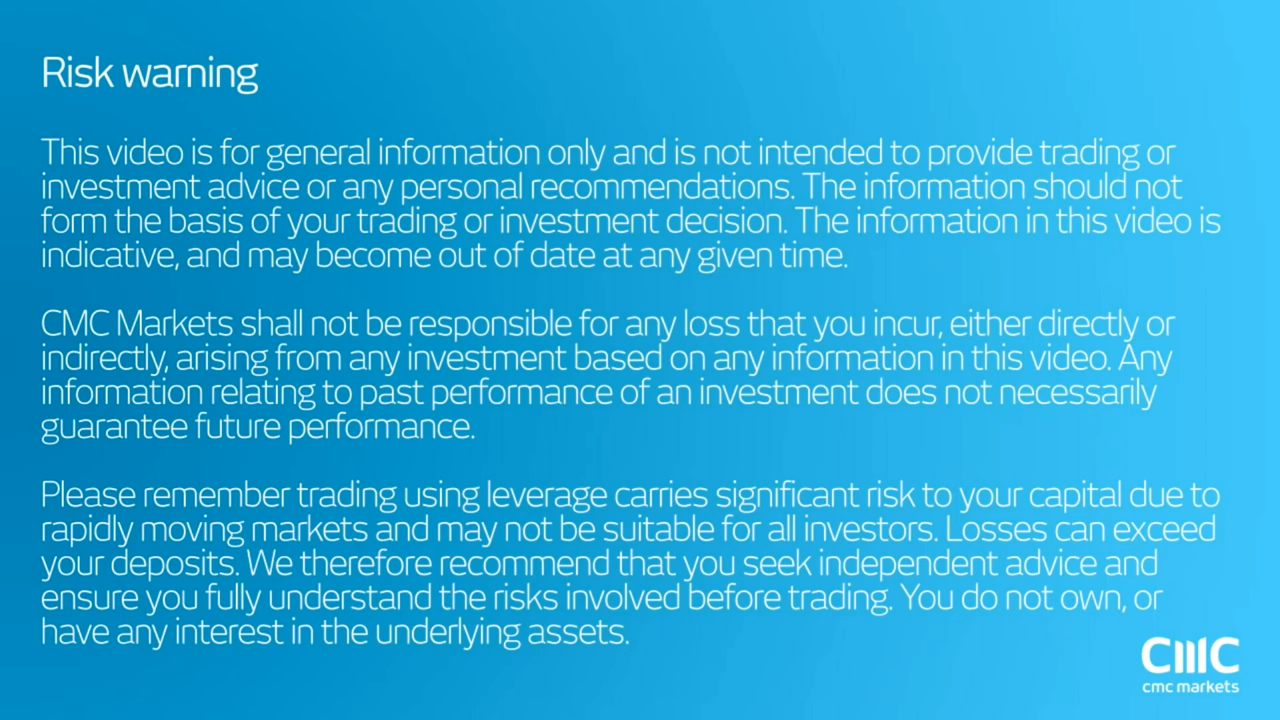 Risk warning
This video is for general information only and is not intended to provide trading or
investment advice or any personal recommendations. The information should not
form the basis of your trading or investment decision. The information in this video is
indicative, and may become out of date at any given time.
CMC Markets shall not be responsible for any loss that you incur, either directly or
indirectly, arising from any investment based on any information in this video. Any
information relating to past performance of an investment does not necessarily
guarantee future performance.
Please remember trading using leverage carries significant risk to your capital due to
rapidly moving markets and may not be suitable for all investors. Losses can exceed
your deposits. We therefore recommend that you seek independent advice and
ensure you fully understand the risks involved before trading. You do not own, or
have any interest in the underlying assets.
cmc
cmc markets